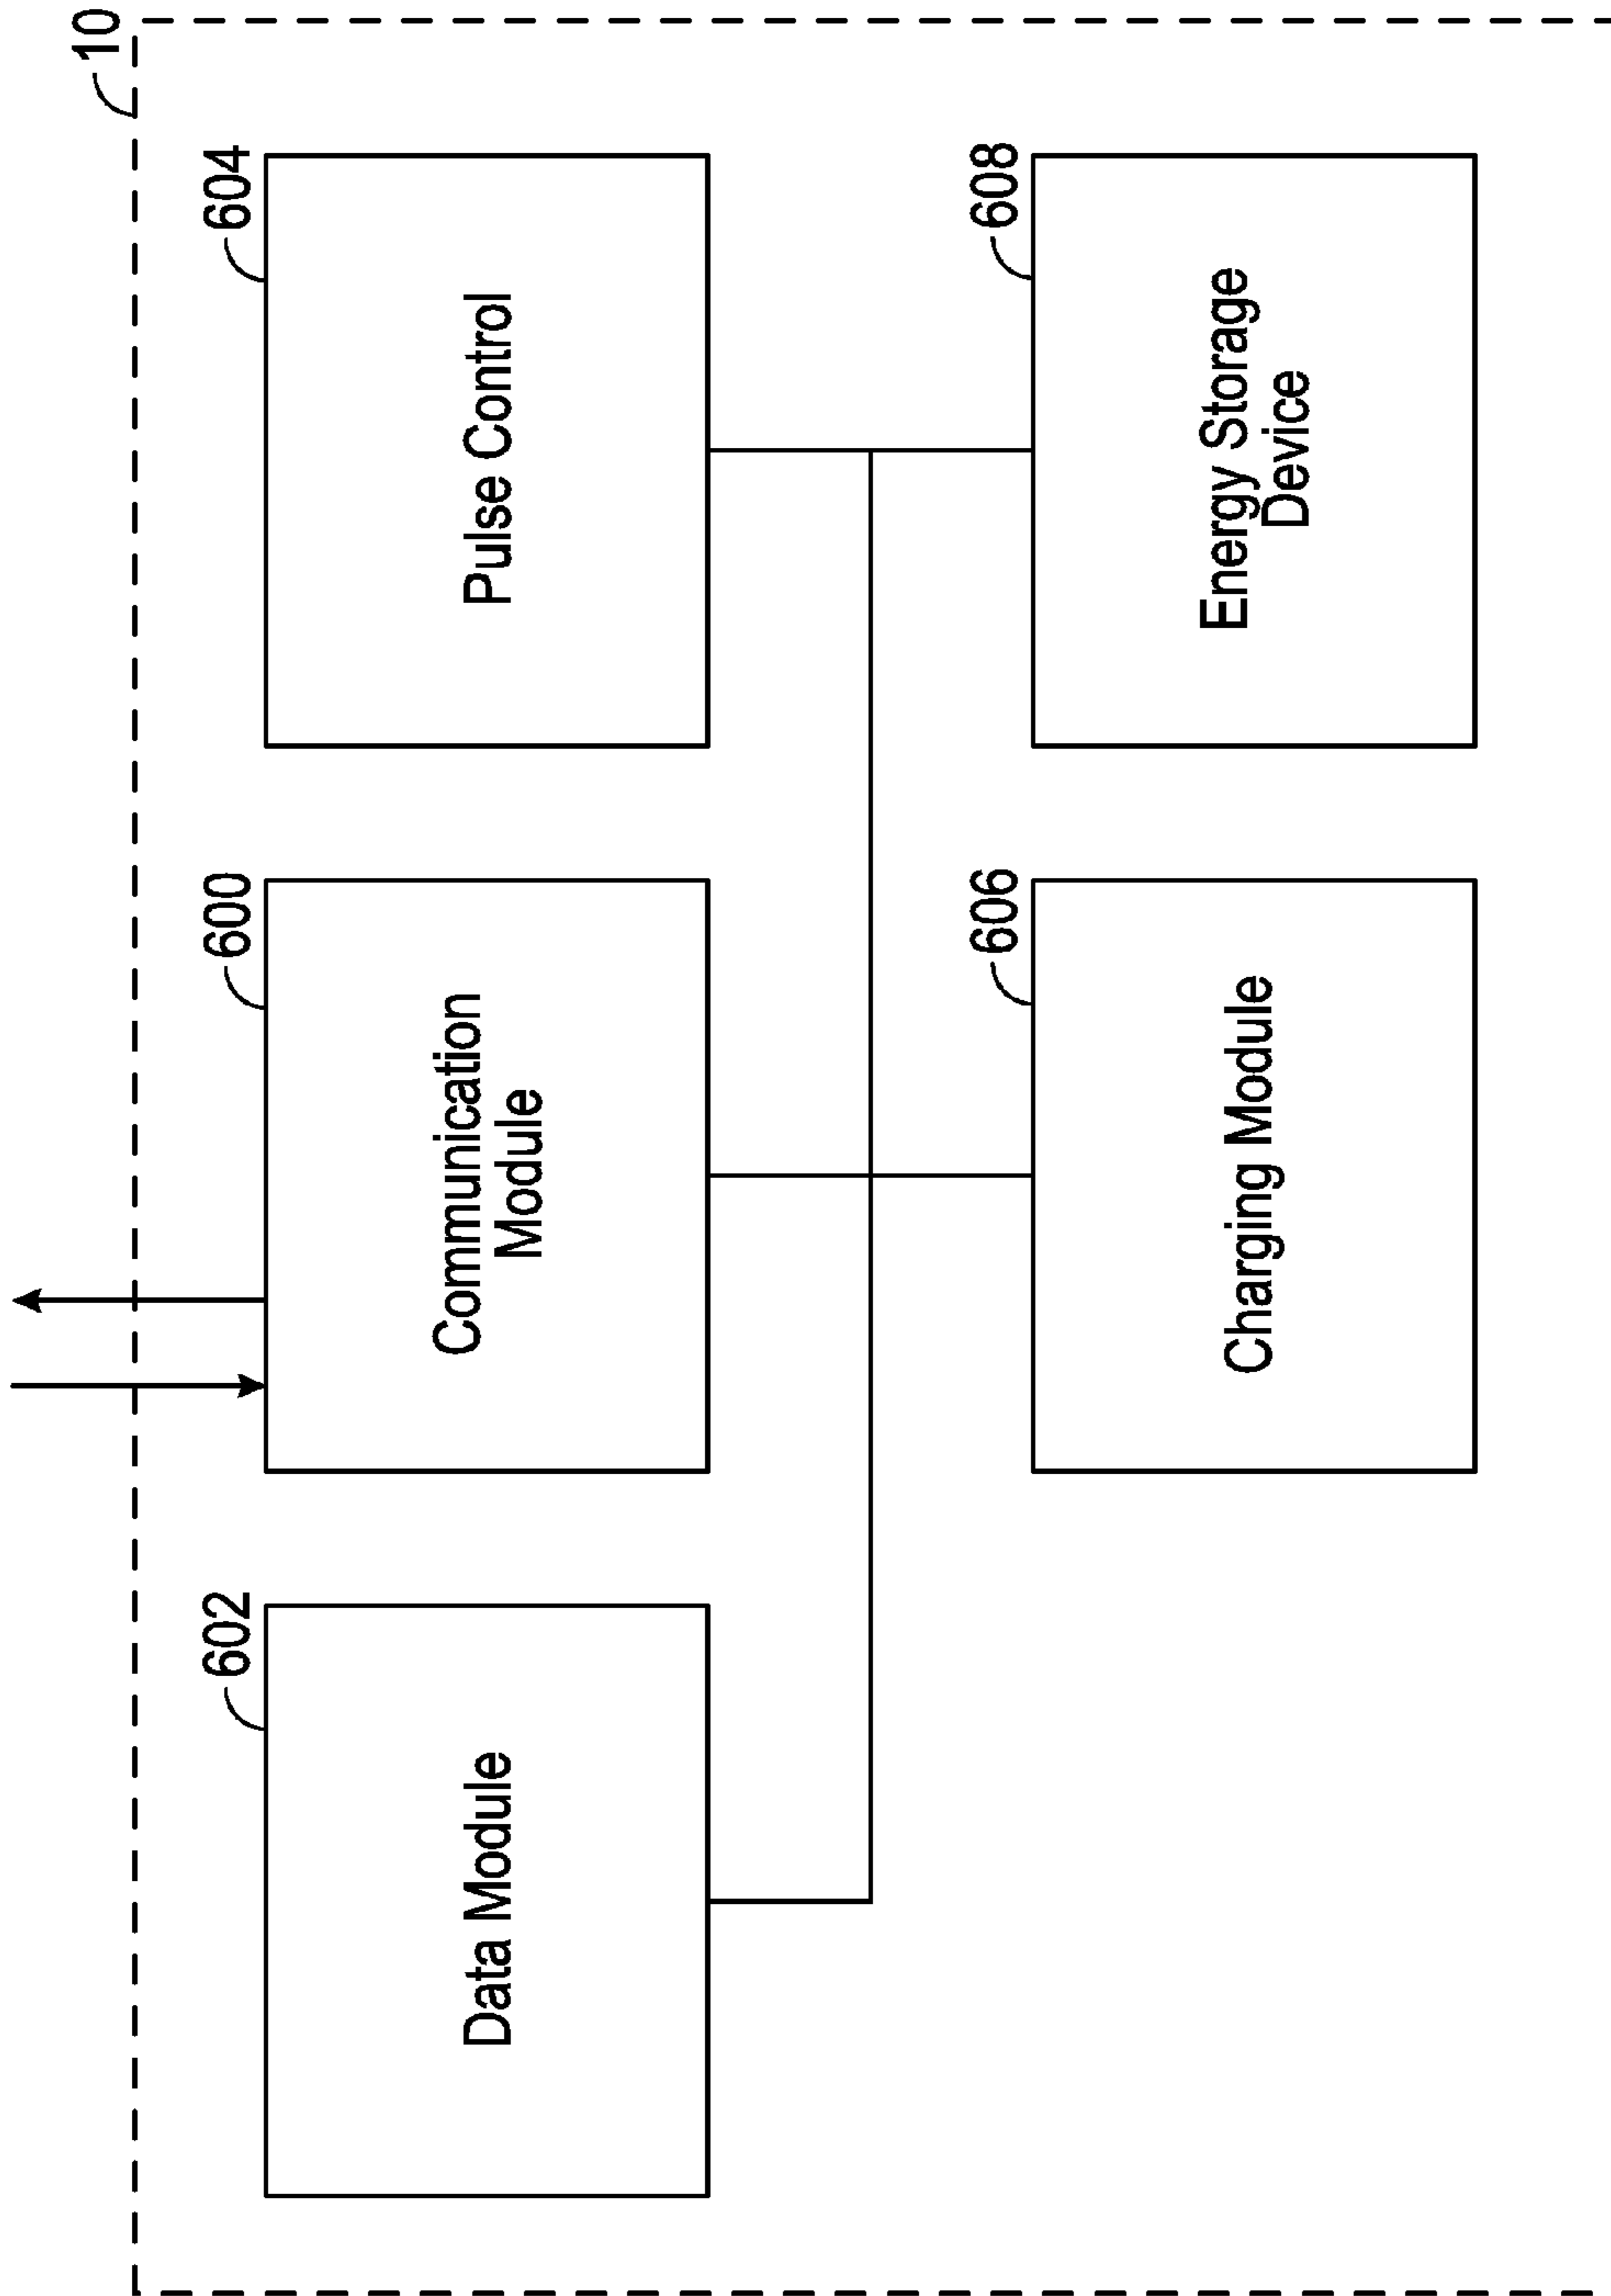 10
602
600
604
Data Module
Communication
Module
Pulse Control
606
608
Charging Module
Energy Storage
Device